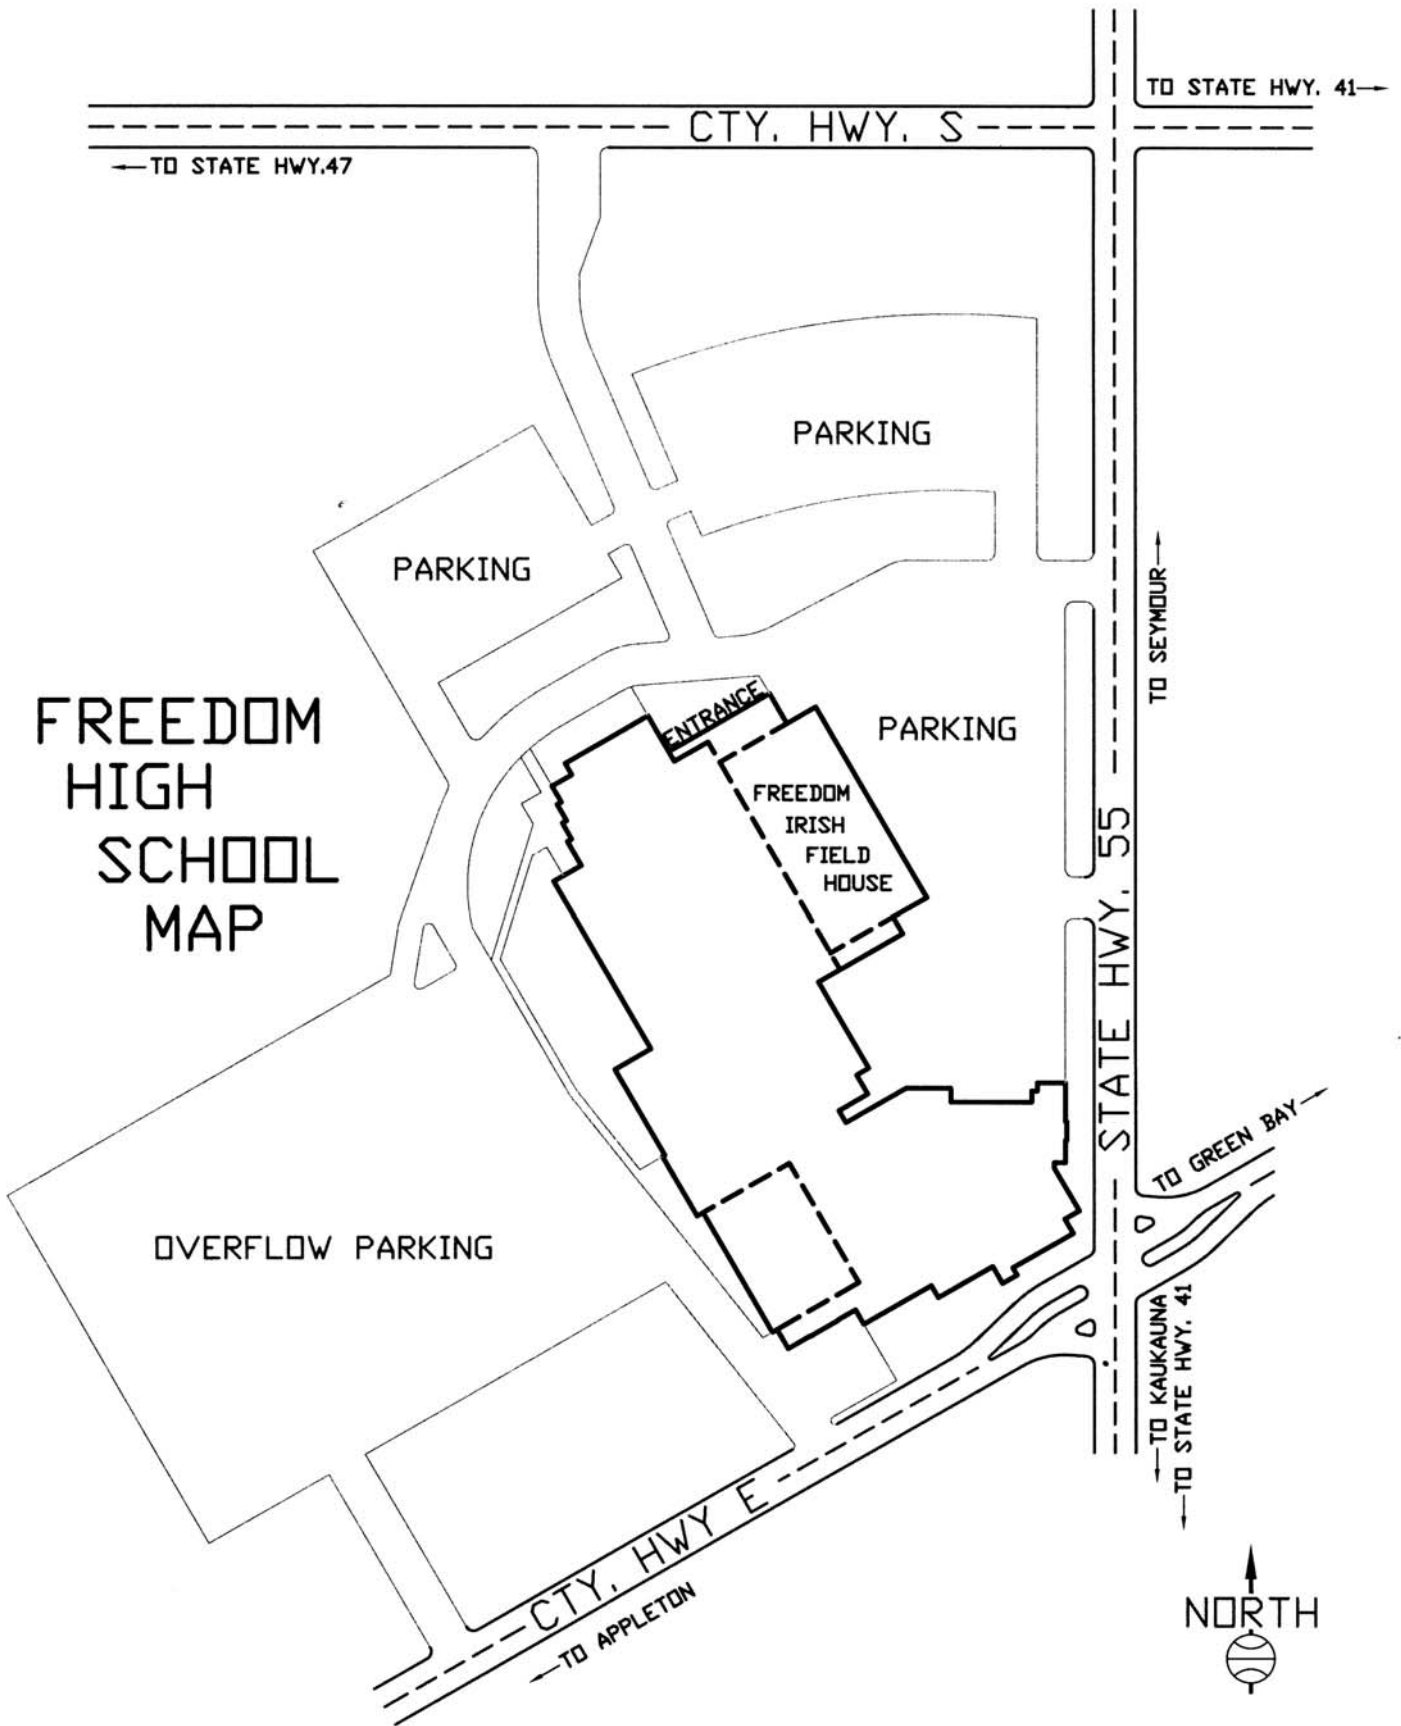 TO STATE HWY. 41
CTY. HWY. S
TO STATE HWY.47
PARKING
PARKING
TO SEYMOUR
FREEDOM
HIGH
SCHOOL
MAP
ENTRANCE
PARKING
FREEDOM
IRISH
FIELD
HOUSE
STATE HWY. 55
TO GREEN BAY
OVERFLOW PARKING
TO KAUKAUNA
TO STATE HWY. 41
CTY. HWY E
TO APPLETON
NORTH